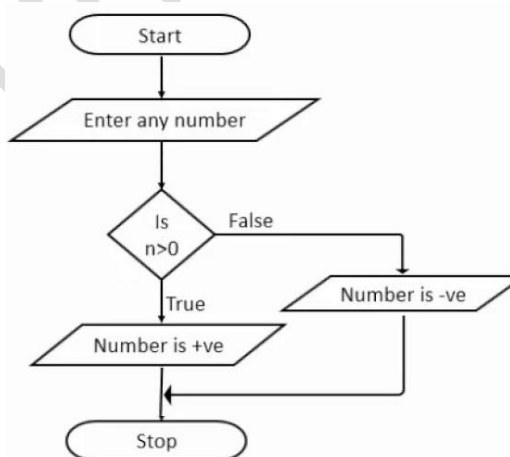 Start
Enter any number
Is
n>0
False
True
Number is -ve
Number is +ve
Stop